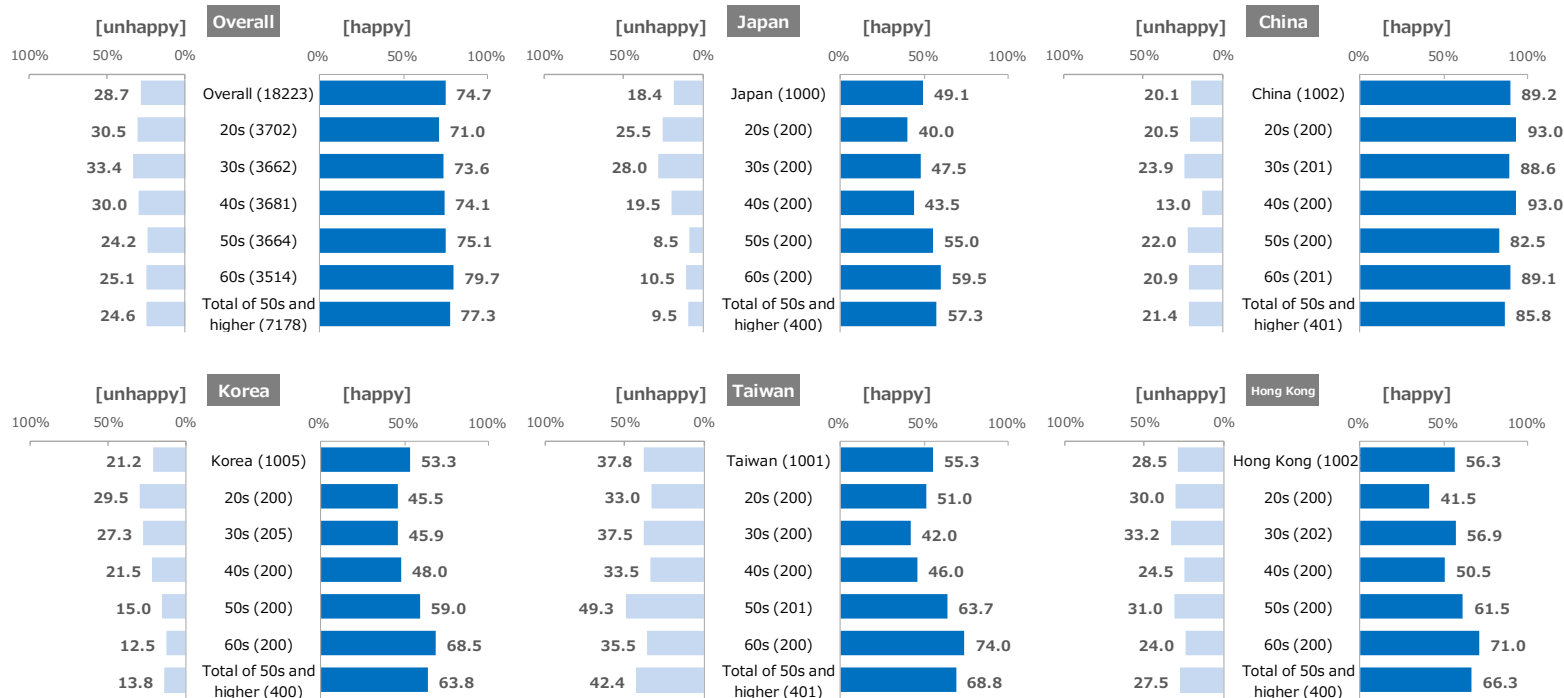 [unhappy] Overall [happy] [unhappy] Japan [happy] [unhappy] China [happy]
100% 50% 0% 0% 50% 100% 100% 50% 0% 0% 50% 100% 100% 50% 0% 0% 50% 100%
28.7 Overall (18223) 74.7 18.4 Japan (1000) 49.1 20.1 China (1002) 89.2
30.5 20s (3702) 71.0 25.5 20s (200) 40.0 20.5 20s (200) 93.0
33.4 30s (3662) 73.6 28.0 30s (200) 47.5 23.9 30s (201) 88.6
30.0 40s (3681) 74.1 19.5 40s (200) 43.5 13.0 40s (200) 93.0
24.2 50s (3664) 75.1 8.5 50s (200) 55.0 22.0 50s (200) 82.5
25.1 60s (3514) 79.7 10.5 60s (200) 59.5 20.9 60s (201) 89.1
24.6 Total of 50s and 77.3 9.5 Total of 50s and 57.3 21.4 Total of 50s and 85.8
higher (7178) higher (400) higher (401)
[unhappy] Korea [happy] [unhappy] Taiwan [happy] [unhappy] Hong Kong [happy]
100% 50% 0% 0% 50% 100% 100% 50% 0% 0% 50% 100% 100% 50% 0% 0% 50% 100%
21.2 Korea (1005) 53.3 37.8 Taiwan (1001) 55.3 28.5 Hong Kong (1002 56.3
29.5 20s (200) 45.5 33.0 20s (200) 51.0 30.0 20s (200) 41.5
27.3 30s (205) 45.9 37.5 30s (200) 42.0 33.2 30s (202) 56.9
21.5 40s (200) 48.0 33.5 40s (200) 46.0 24.5 40s (200) 50.5
15.0 50s (200) 59.0 49.3 50s (201) 63.7 31.0 50s (200) 61.5
12.5 60s (200) 68.5 35.5 60s (200) 74.0 24.0 60s (200) 71.0
13.8 Total of 50s and 63.8 42.4 Total of 50s and 68.8 27.5 Total of 50s and 66.3
higher (400) higher (401) higher (400)